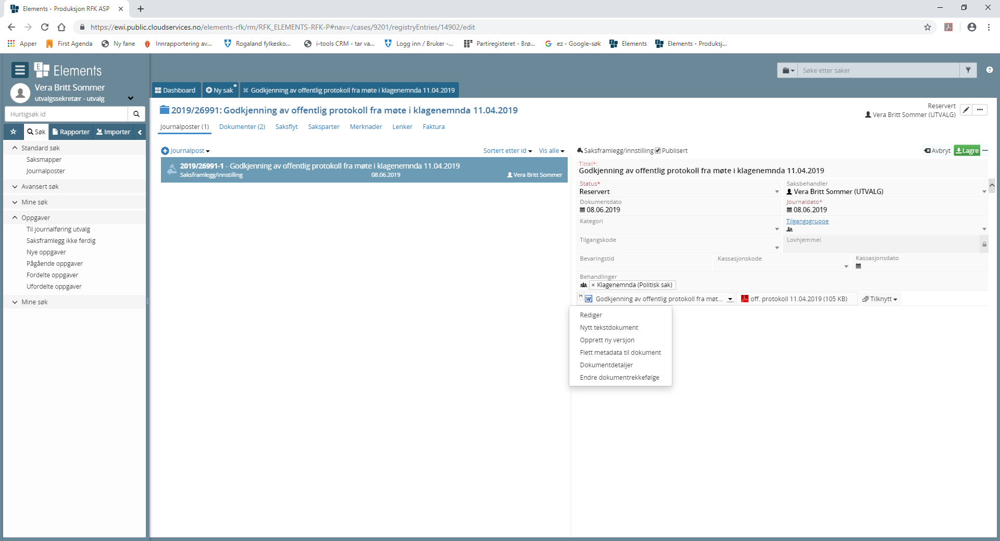 Elements - Produksjon RFK ASP
https://ewi.public.cloudservices.no/elements-rfk/rm/RFK_ELEMENTS-RFK-P#nav=/cases/9201/registryEntries/14902/edit
Apper First Agenda Ny fane Innrapportering av... Rogaland fylkesko... i-tools CRM - tar va... Logg inn / Bruker -... Partiregisteret - Brø... ez - Google-søk Elements Elements - Produksj...
Elements
Søke etter saker
Vera Britt Sommer
utvalgssekretær - utvalg
Dashboard Ny sak * Godkjenning av offentlig protokoll fra møte i klagenemnda 11.04.2019
Hurtigsøk id
Søk Rapporter Importer
Standard søk
Saksmapper
Journalposter
Avansert søk
Mine søk
Oppgaver
Til journalføring utvalg
Saksframlegg ikke ferdig
Nye oppgaver
Pågående oppgaver
Fordelte oppgaver
Ufordelte oppgaver
Mine søk
2019/26991: Godkjenning av offentlig protokoll fra møte i klagenemnda 11.04.2019
Reservert
Vera Britt Sommer (UTVALG)
Journalposter (1) Dokumenter (2) Saksflyt Saksparter Merknader Lenker Faktura
Journalpost Sortert etter id Vis alle
2019/26991-1 - Godkjenning av offentlig protokoll fra møte i klagenemnda 11.04.2019
Saksframlegg/innstilling 08.06.2019 Vera Britt Sommer
Saksframlegg/innstilling Publisert Avbryt Lagre
Tittel*:
Godkjenning av offentlig protokoll fra møte i klagenemnda 11.04.2019
Status* Saksbehandler
Reservert Vera Britt Sommer (UTVALG)
Dokumentdato Journaldato*
08.06.2019 08.06.2019
Kategori Tilgangsgruppe
Tilgangskode Lovhjemmel
Bevaringstid Kassasjonskode Kassasjonsdato
Behandlinger
× Klagenemnda (Politisk sak)
H Godkjenning av offentlig protokoll fra møt... off. protokoll 11.04.2019 (105 KB) Tilknytt
Rediger
Nytt tekstdokument
Opprett ny versjon
Flett metadata til dokument
Dokumentdetaljer
Endre dokumentrekkefølge